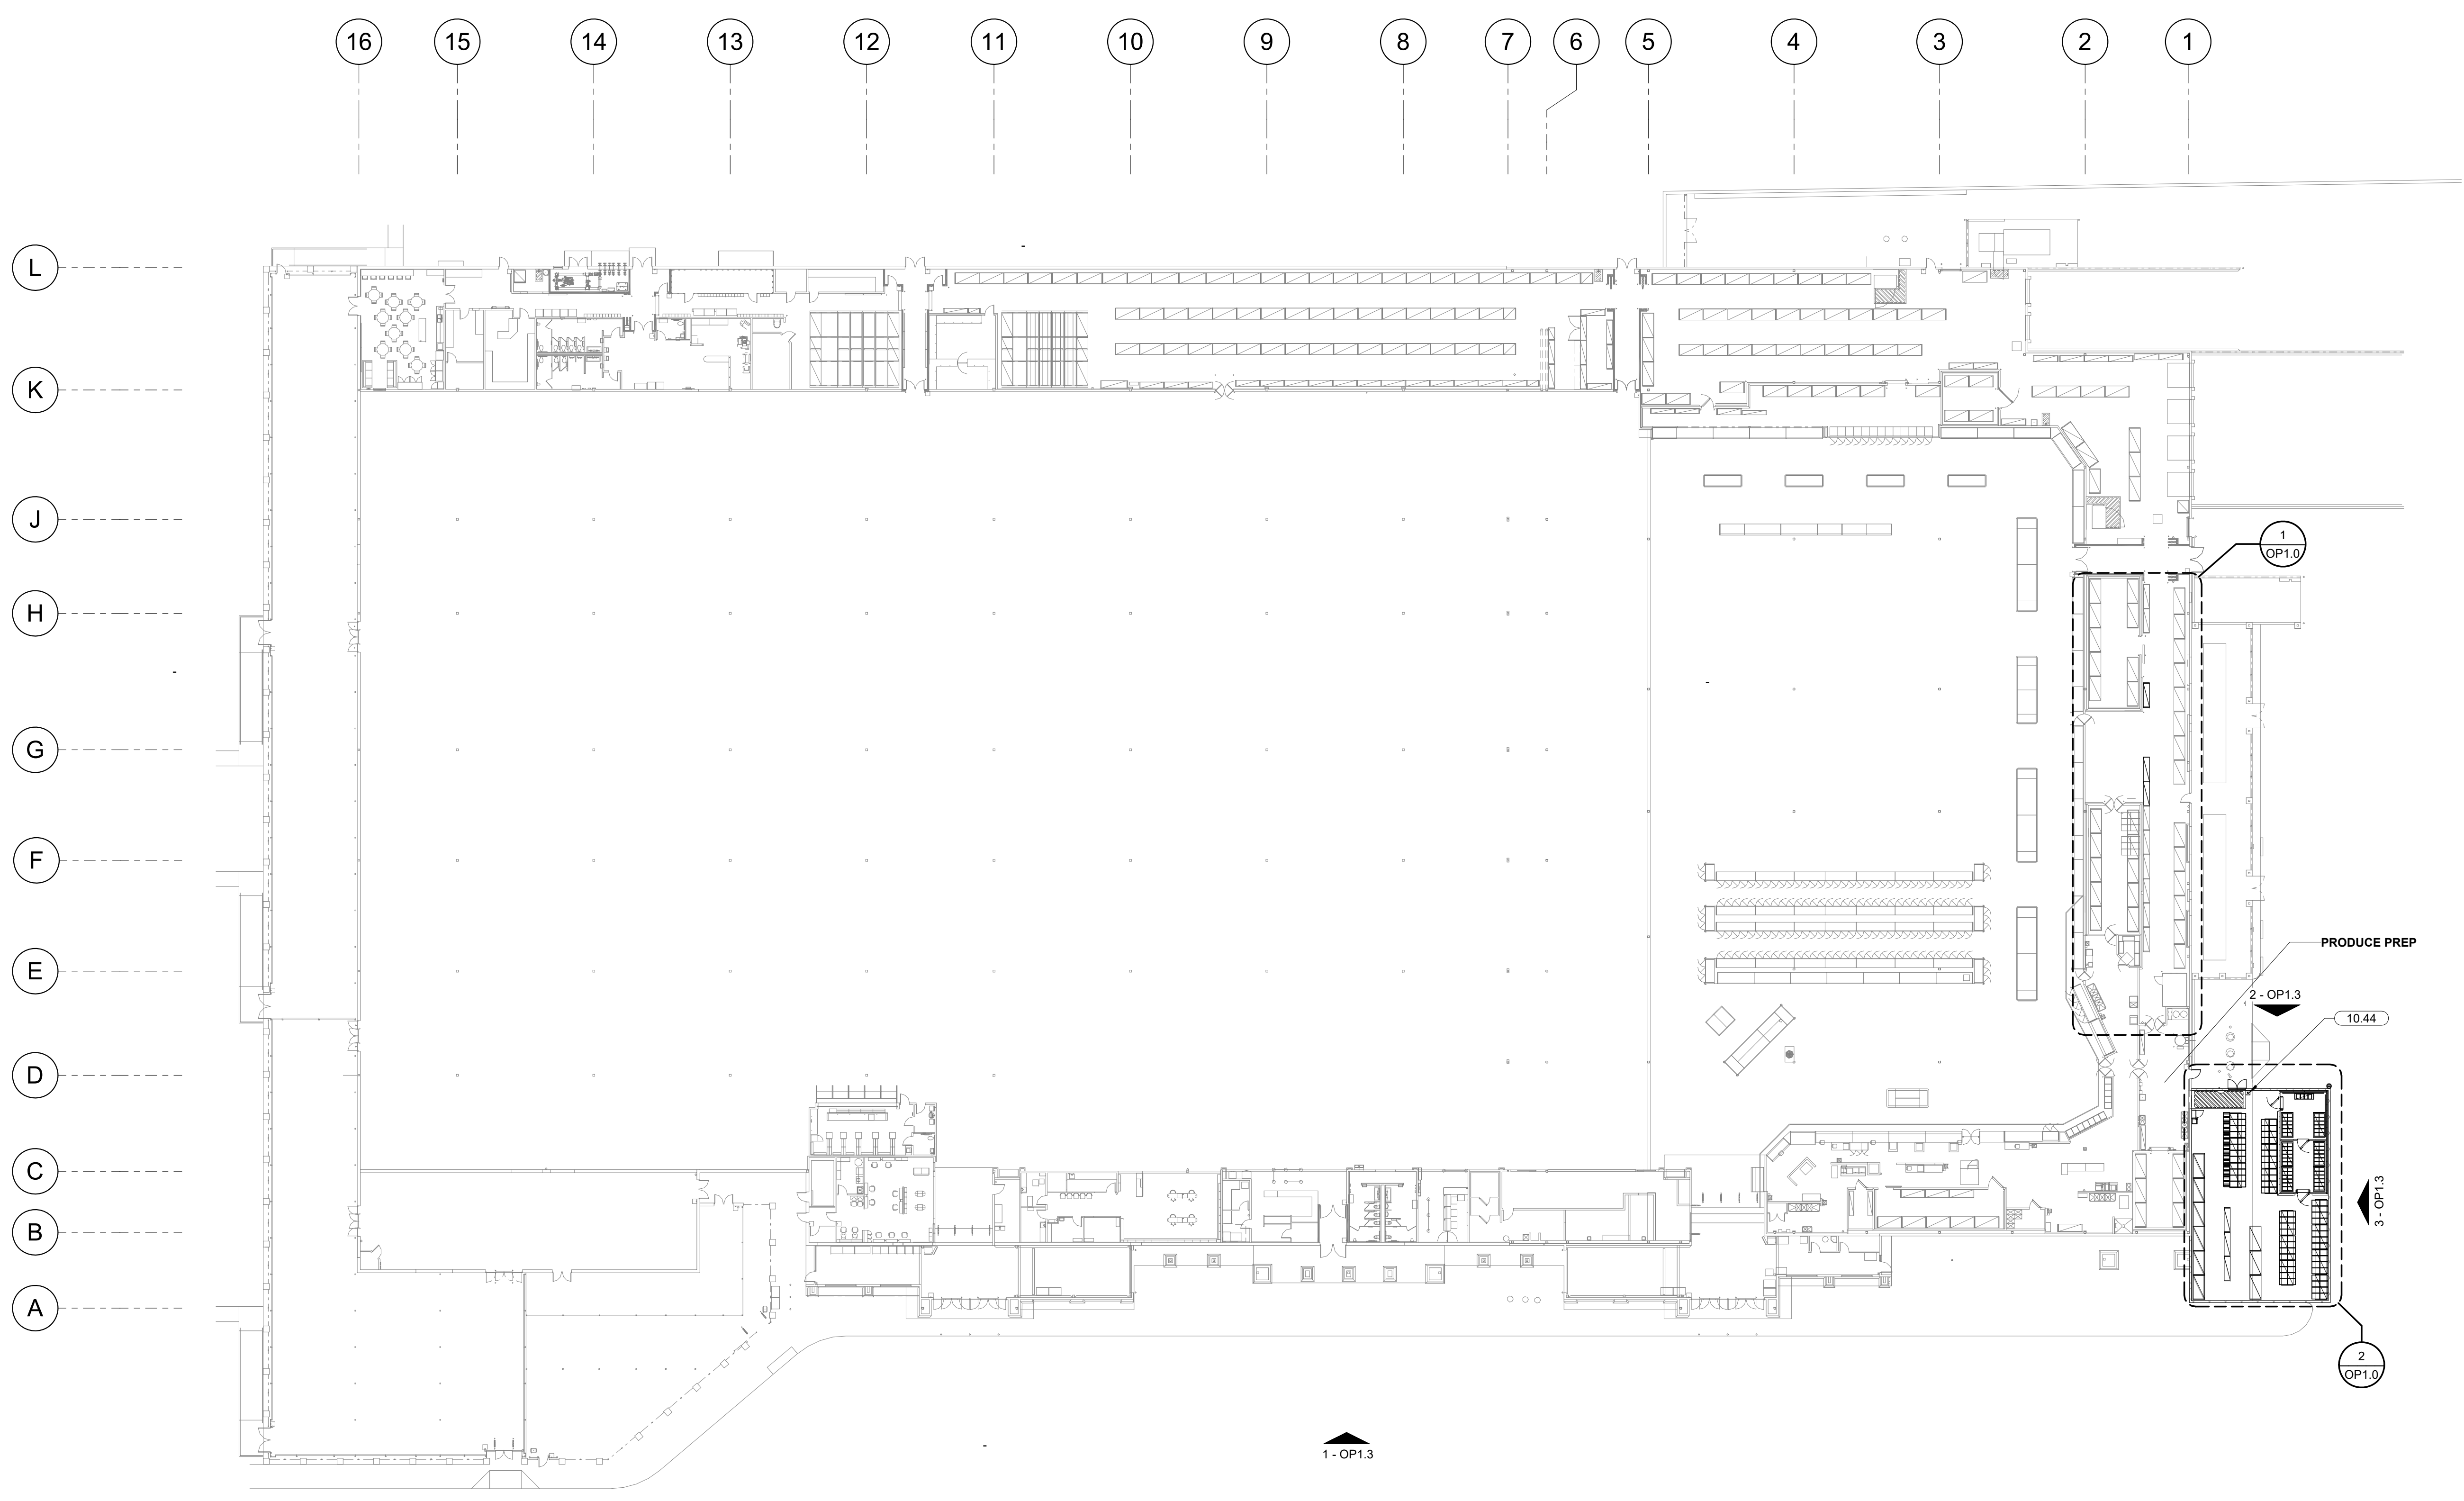 16 15 14 13 12 11 10 9 8 7 6 5 4 3 2 1
L
K
J
1
OP1.0
H
G
F
E
PRODUCE PREP
2 - OP1.3
10.44
D
C
3 - OP1.3
B
A
2
OP1.0
1 - OP1.3